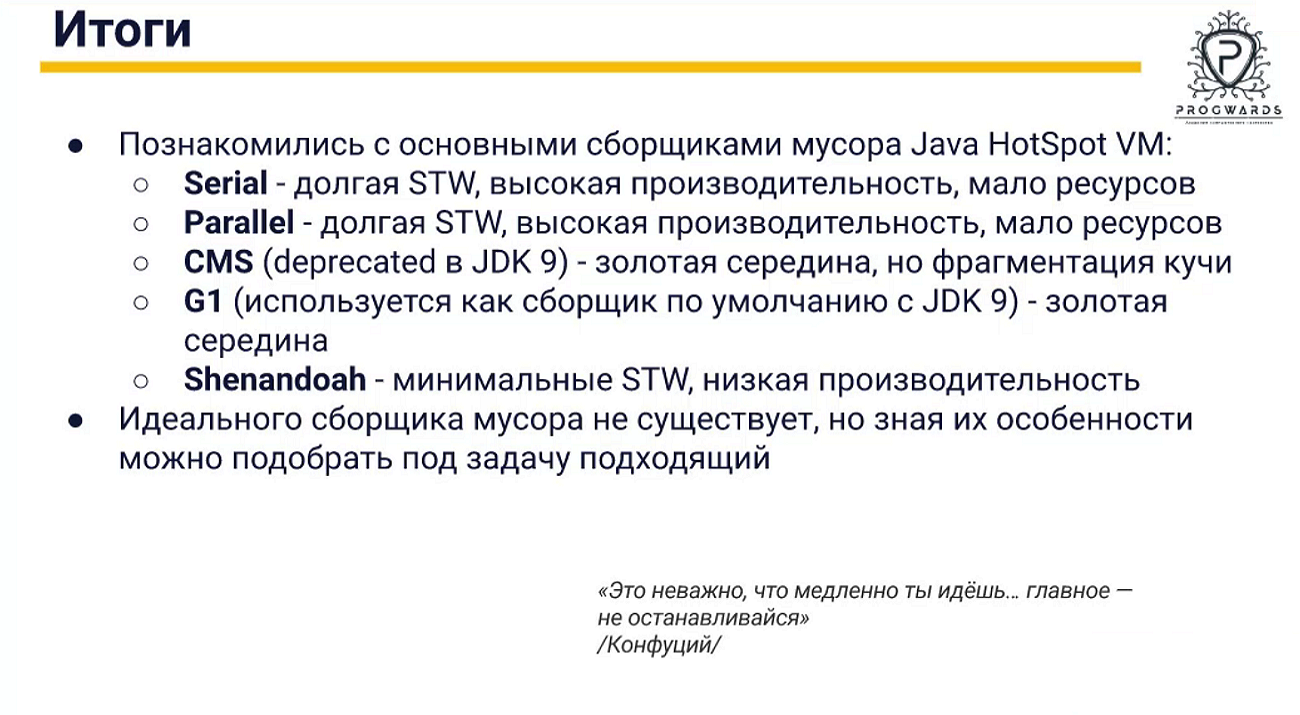 Итоги
PROGWARDS
● Познакомились с основными сборщиками мусора Java HotSpot VM:
○ Serial - долгая STW, высокая производительность, мало ресурсов
○ Parallel - долгая STW, высокая производительность, мало ресурсов
○ CMS (deprecated в JDK 9) - золотая середина, но фрагментация кучи
○ G1 (используется как сборщик по умолчанию с JDK 9) - золотая
середина
○ Shenandoah - минимальные STW, низкая производительность
● Идеального сборщика мусора не существует, но зная их особенности
можно подобрать под задачу подходящий
«Это неважно, что медленно ты идёшь... главное —
не останавливайся»
/Конфуций/